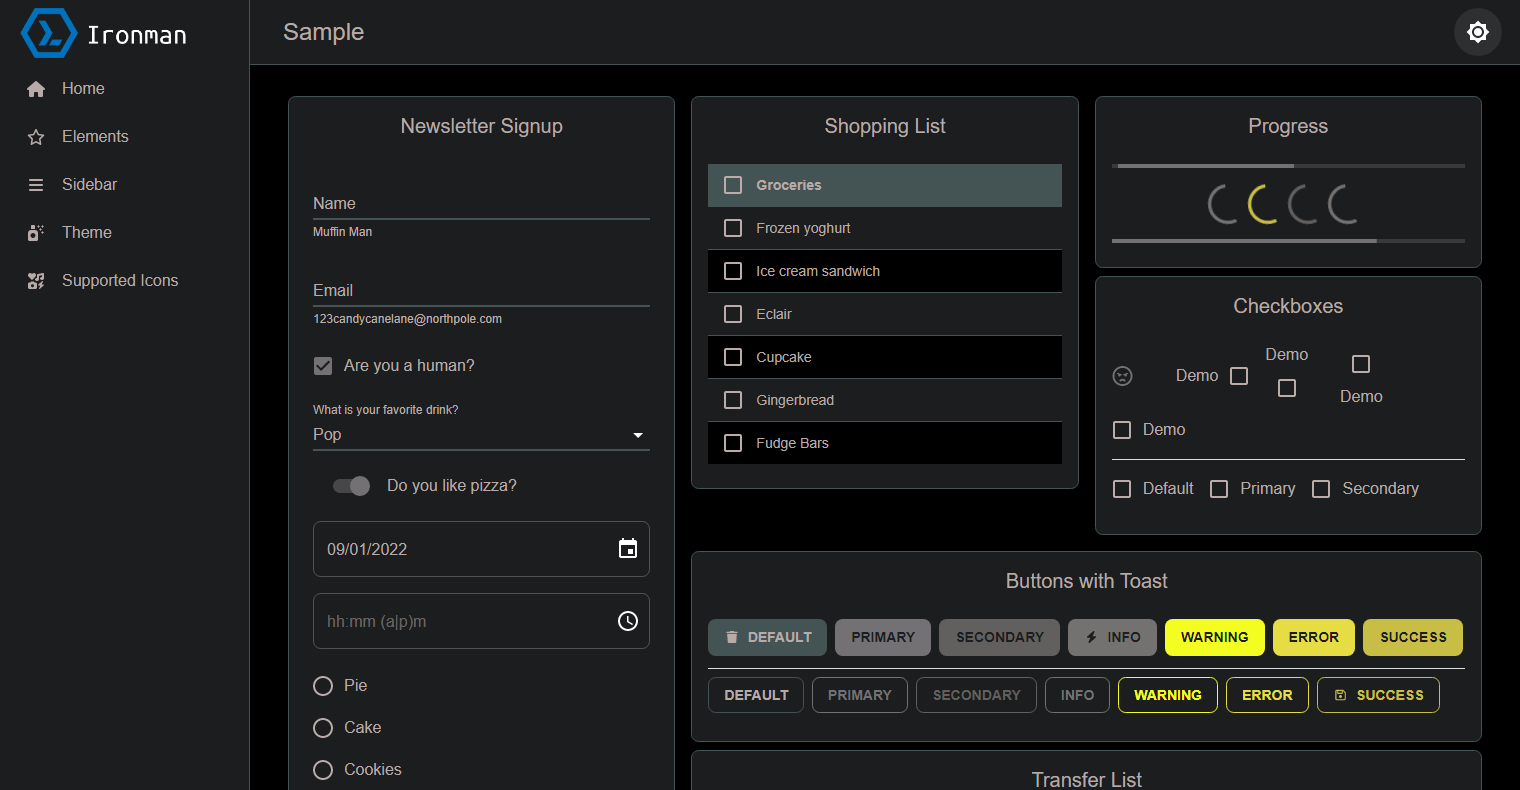 Ironman
Home
Elements
Sidebar
Theme
Supported Icons
Sample
Newsletter Signup
Name
Muffin Man
Email
123candycanelane@northpole.com
Are you a human?
What is your favorite drink?
Pop
Do you like pizza?
09/01/2022
hh:mm (a|p)m
Pie
Cake
Cookies
Shopping List
Groceries
Frozen yoghurt
Ice cream sandwich
Eclair
Cupcake
Gingerbread
Fudge Bars
Progress
Checkboxes
Demo
Demo
Demo
Demo
Default Primary Secondary
Buttons with Toast
DEFAULT PRIMARY SECONDARY INFO WARNING ERROR SUCCESS
DEFAULT PRIMARY SECONDARY INFO WARNING ERROR SUCCESS
Transfer List